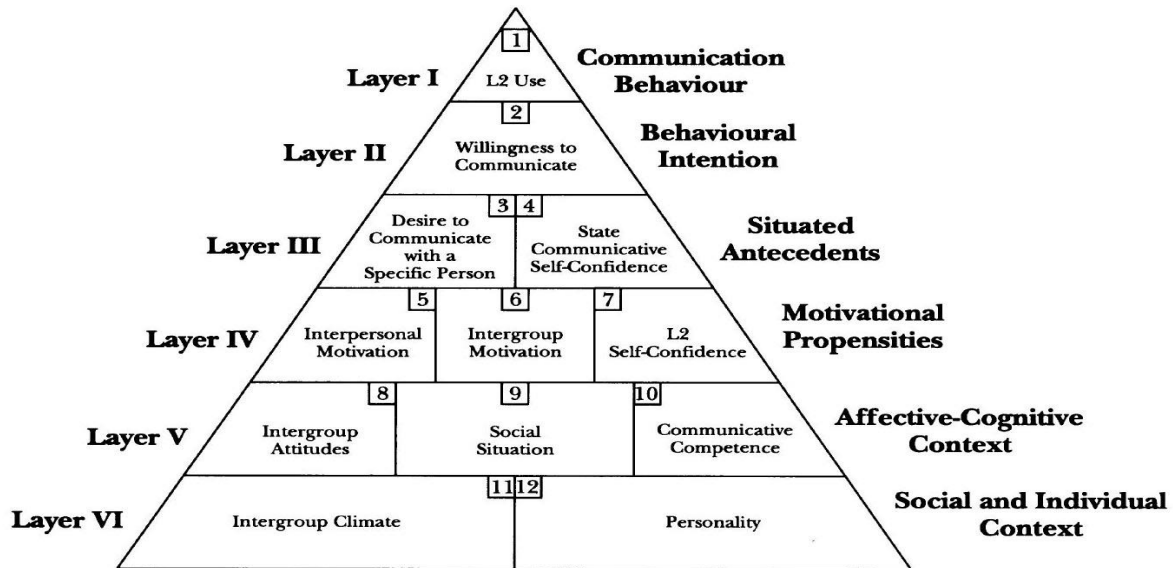 1
Layer I
L2 Use
Communication
Behaviour
2
Layer II
Willingness to
Communicate
Behavioural
Intention
3 4
Layer III
Desire to
Communicate
with a
Specific Person
State
Communicative
Self-Confidence
Situated
Antecedents
5 6 7
Layer IV
Interpersonal
Motivation
Intergroup
Motivation
L2
Self-Confidence
Motivational
Propensities
8 9 10
Layer V
Intergroup
Attitudes
Social
Situation
Communicative
Competence
Affective-Cognitive
Context
11 12
Layer VI
Intergroup Climate
Personality
Social and Individual
Context